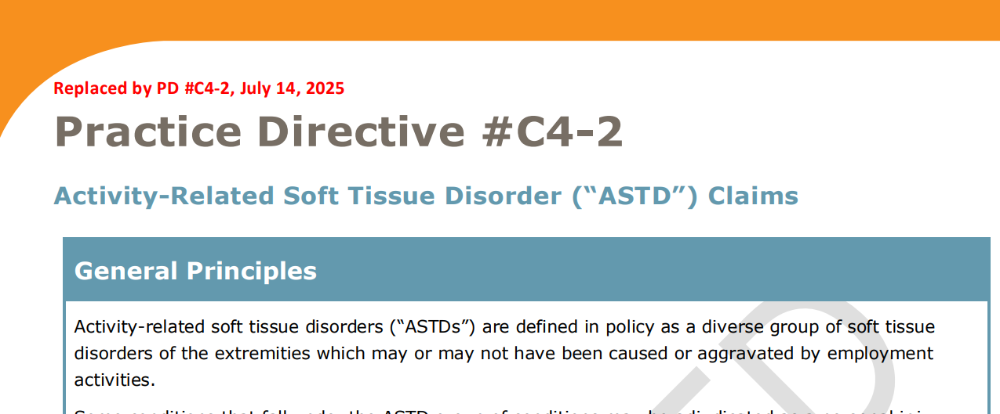 Replaced by PD #C4-2, July 14, 2025
Practice Directive #C4-2
Activity-Related Soft Tissue Disorder (“ASTD”) Claims
General Principles
Activity-related soft tissue disorders (“ASTDs”) are defined in policy as a diverse group of soft tissue
disorders of the extremities which may or may not have been caused or aggravated by employment
activities.